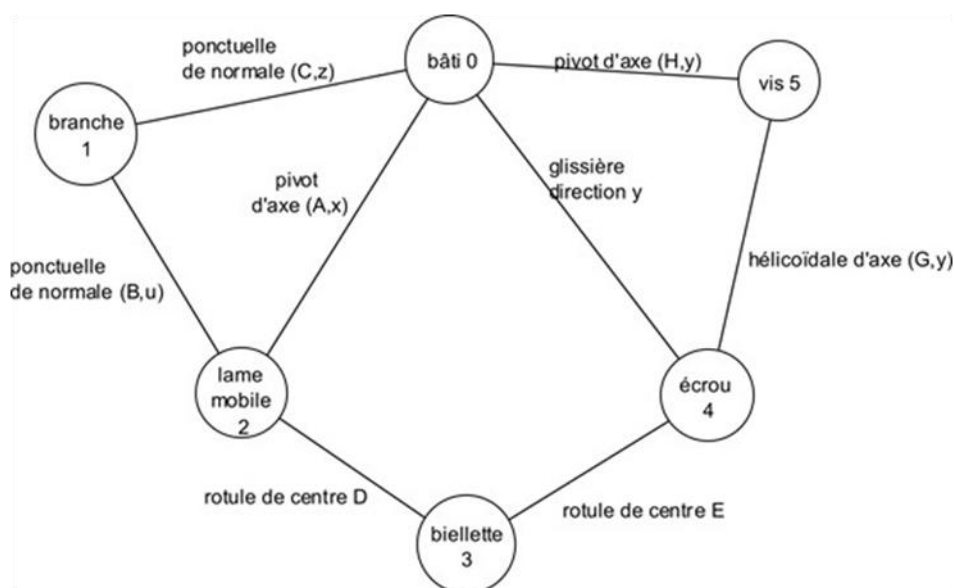 ponctuelle
de normale (C,z)
bâti 0
pivot d'axe (H,y)
vis 5
branche
1
pivot
d'axe (A,x)
glissière
direction y
ponctuelle
de normale (B,u)
hélicoïdale d'axe (G,y)
lame
mobile
2
écrou
4
rotule de centre D
rotule de centre E
biellette
3